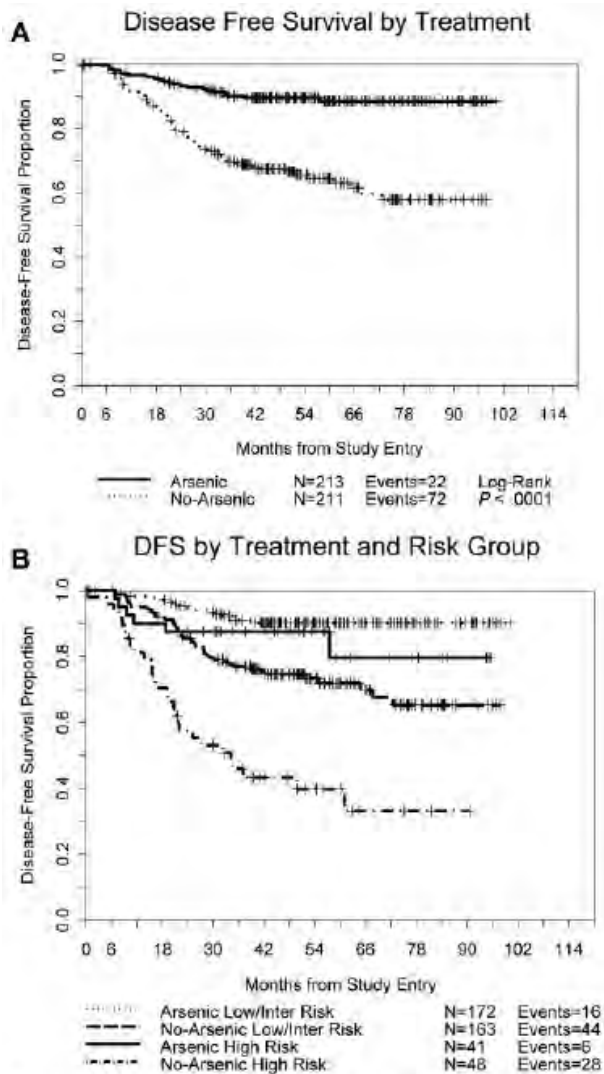 A
Disease Free Survival by Treatment
Disease-Free Survival Proportion
1.0
0.8
0.6
0.4
0.2
0.0
0 6 18 30 42 54 66 78 90 102 114
Months from Study Entry
Arsenic N=213 Events=22 Log-Rank
No-Arsenic N=211 Events=72 P < .0001
B
DFS by Treatment and Risk Group
Disease-Free Survival Proportion
1.0
0.8
0.6
0.4
0.2
0.0
0 6 18 30 42 54 66 78 90 102 114
Months from Study Entry
Arsenic Low/Inter Risk N=172 Events=16
No-Arsenic Low/Inter Risk N=163 Events=44
Arsenic High Risk N=41 Events=6
No-Arsenic High Risk N=48 Events=28